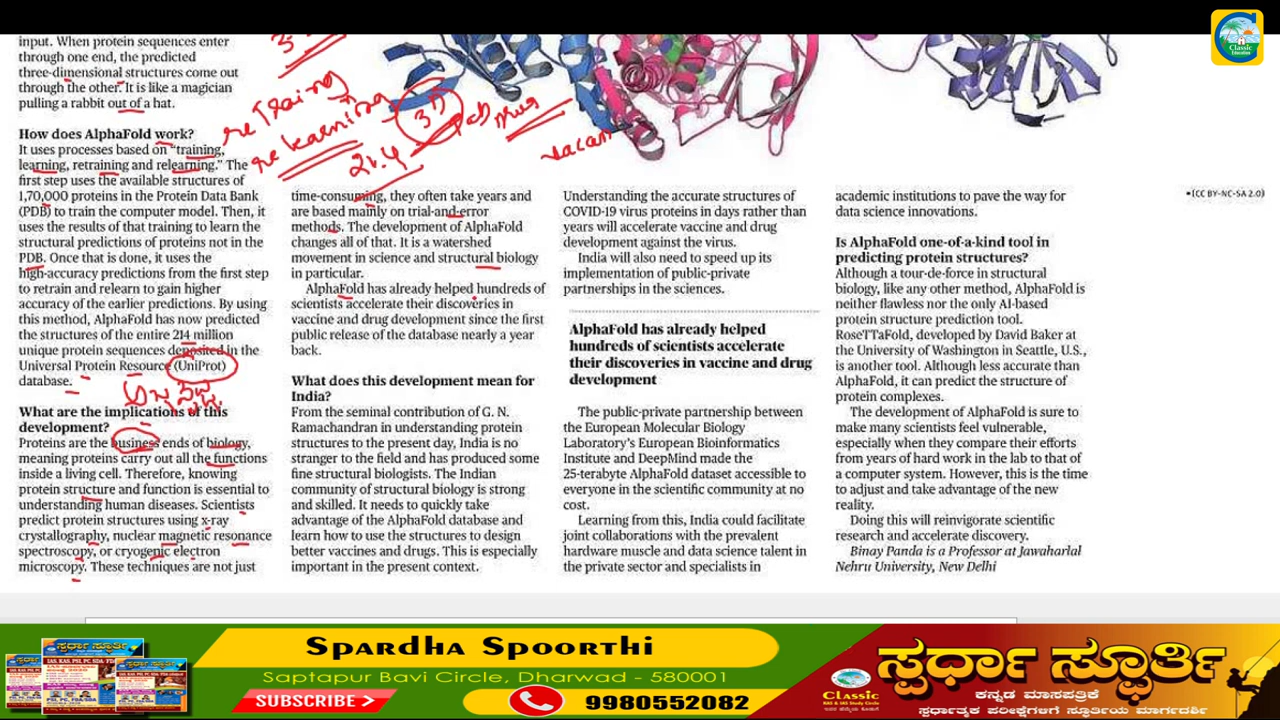 input. When protein sequences enter
through one end, the predicted
three-dimensional structures come out
through the other. It is like a magician
pulling a rabbit out of a hat.
How does AlphaFold work?
It uses processes based on “training,
learning, retraining and relearning.” The
first step uses the available structures of
1,70,000 proteins in the Protein Data Bank
(PDB) to train the computer model. Then, it
uses the results of that training to learn the
structural predictions of proteins not in the
PDB. Once that is done, it uses the
high-accuracy predictions from the first step
to retrain and relearn to gain higher
accuracy of the earlier predictions. By using
this method, AlphaFold has now predicted
the structures of the entire 214 million
unique protein sequences deposited in the
Universal Protein Resource (UniProt)
database.
What are the implications of this
development?
Proteins are the business ends of biology,
meaning proteins carry out all the functions
inside a living cell. Therefore, knowing
protein structure and function is essential to
understanding human diseases. Scientists
predict protein structures using x-ray
crystallography, nuclear magnetic resonance
spectroscopy, or cryogenic electron
microscopy. These techniques are not just
re Training
re learning
3D
time-consuming, they often take years and
are based mainly on trial-and-error
methods. The development of AlphaFold
changes all of that. It is a watershed
movement in science and structural biology
in particular.
AlphaFold has already helped hundreds of
scientists accelerate their discoveries in
vaccine and drug development since the first
public release of the database nearly a year
back.
What does this development mean for
India?
From the seminal contribution of G. N.
Ramachandran in understanding protein
structures to the present day, India is no
stranger to the field and has produced some
fine structural biologists. The Indian
community of structural biology is strong
and skilled. It needs to quickly take
advantage of the AlphaFold database and
learn how to use the structures to design
better vaccines and drugs. This is especially
important in the present context.
Understanding the accurate structures of
COVID-19 virus proteins in days rather than
years will accelerate vaccine and drug
development against the virus.
India will also need to speed up its
implementation of public-private
partnerships in the sciences.
AlphaFold has already helped
hundreds of scientists accelerate
their discoveries in vaccine and drug
development
The public-private partnership between
the European Molecular Biology
Laboratory’s European Bioinformatics
Institute and DeepMind made the
25-terabyte AlphaFold dataset accessible to
everyone in the scientific community at no
cost.
Learning from this, India could facilitate
joint collaborations with the prevalent
hardware muscle and data science talent in
the private sector and specialists in
academic institutions to pave the way for
data science innovations.
Is AlphaFold one-of-a-kind tool in
predicting protein structures?
Although a tour-de-force in structural
biology, like any other method, AlphaFold is
neither flawless nor the only AI-based
protein structure prediction tool.
RoseTTaFold, developed by David Baker at
the University of Washington in Seattle, U.S.,
is another tool. Although less accurate than
AlphaFold, it can predict the structure of
protein complexes.
The development of AlphaFold is sure to
make many scientists feel vulnerable,
especially when they compare their efforts
from years of hard work in the lab to that of
a computer system. However, this is the time
to adjust and take advantage of the new
reality.
Doing this will reinvigorate scientific
research and accelerate discovery.
Binay Panda is a Professor at Jawaharlal
Nehru University, New Delhi
(CC BY-NC-SA 2.0)
Classic
Education
Spardha Spoorthi
Saptapur Bavi Circle, Dharwad - 580001
SUBSCRIBE >
9980552082
Classic
KAS & IAS Study Circle
ಸ್ಪರ್ಧಾ ಸ್ಫೂರ್ತಿ
ಕನ್ನಡ ಮಾಸಪತ್ರಿಕೆ
ಸ್ಪರ್ಧಾತ್ಮಕ ಪರೀಕ್ಷೆಗಳಿಗೆ ಸ್ಫೂರ್ತಿಯ ಮಾರ್ಗದರ್ಶಿ